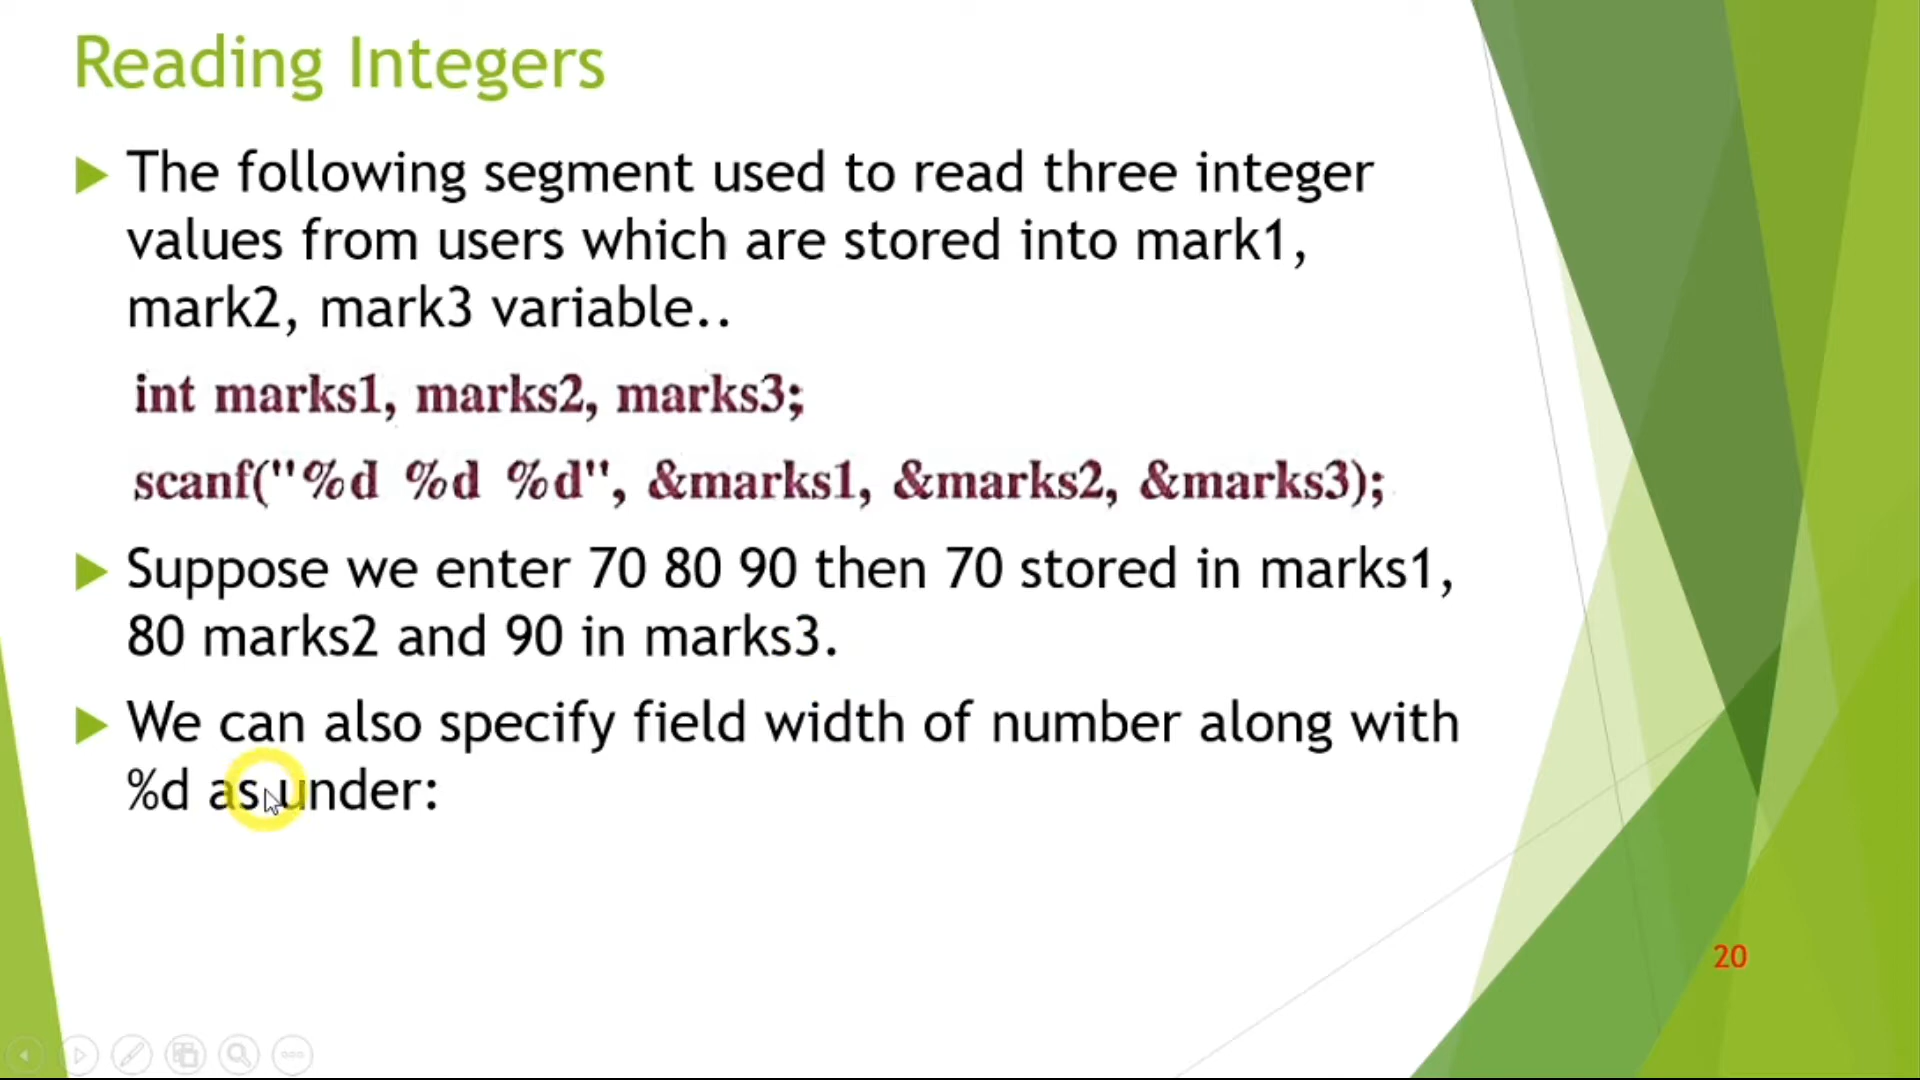 Reading Integers
The following segment used to read three integer
values from users which are stored into mark1,
mark2, mark3 variable..
int marks1, marks2, marks3;
scanf("%d %d %d", &marks1, &marks2, &marks3);
Suppose we enter 70 80 90 then 70 stored in marks1,
80 marks2 and 90 in marks3.
We can also specify field width of number along with
%d as under:
20